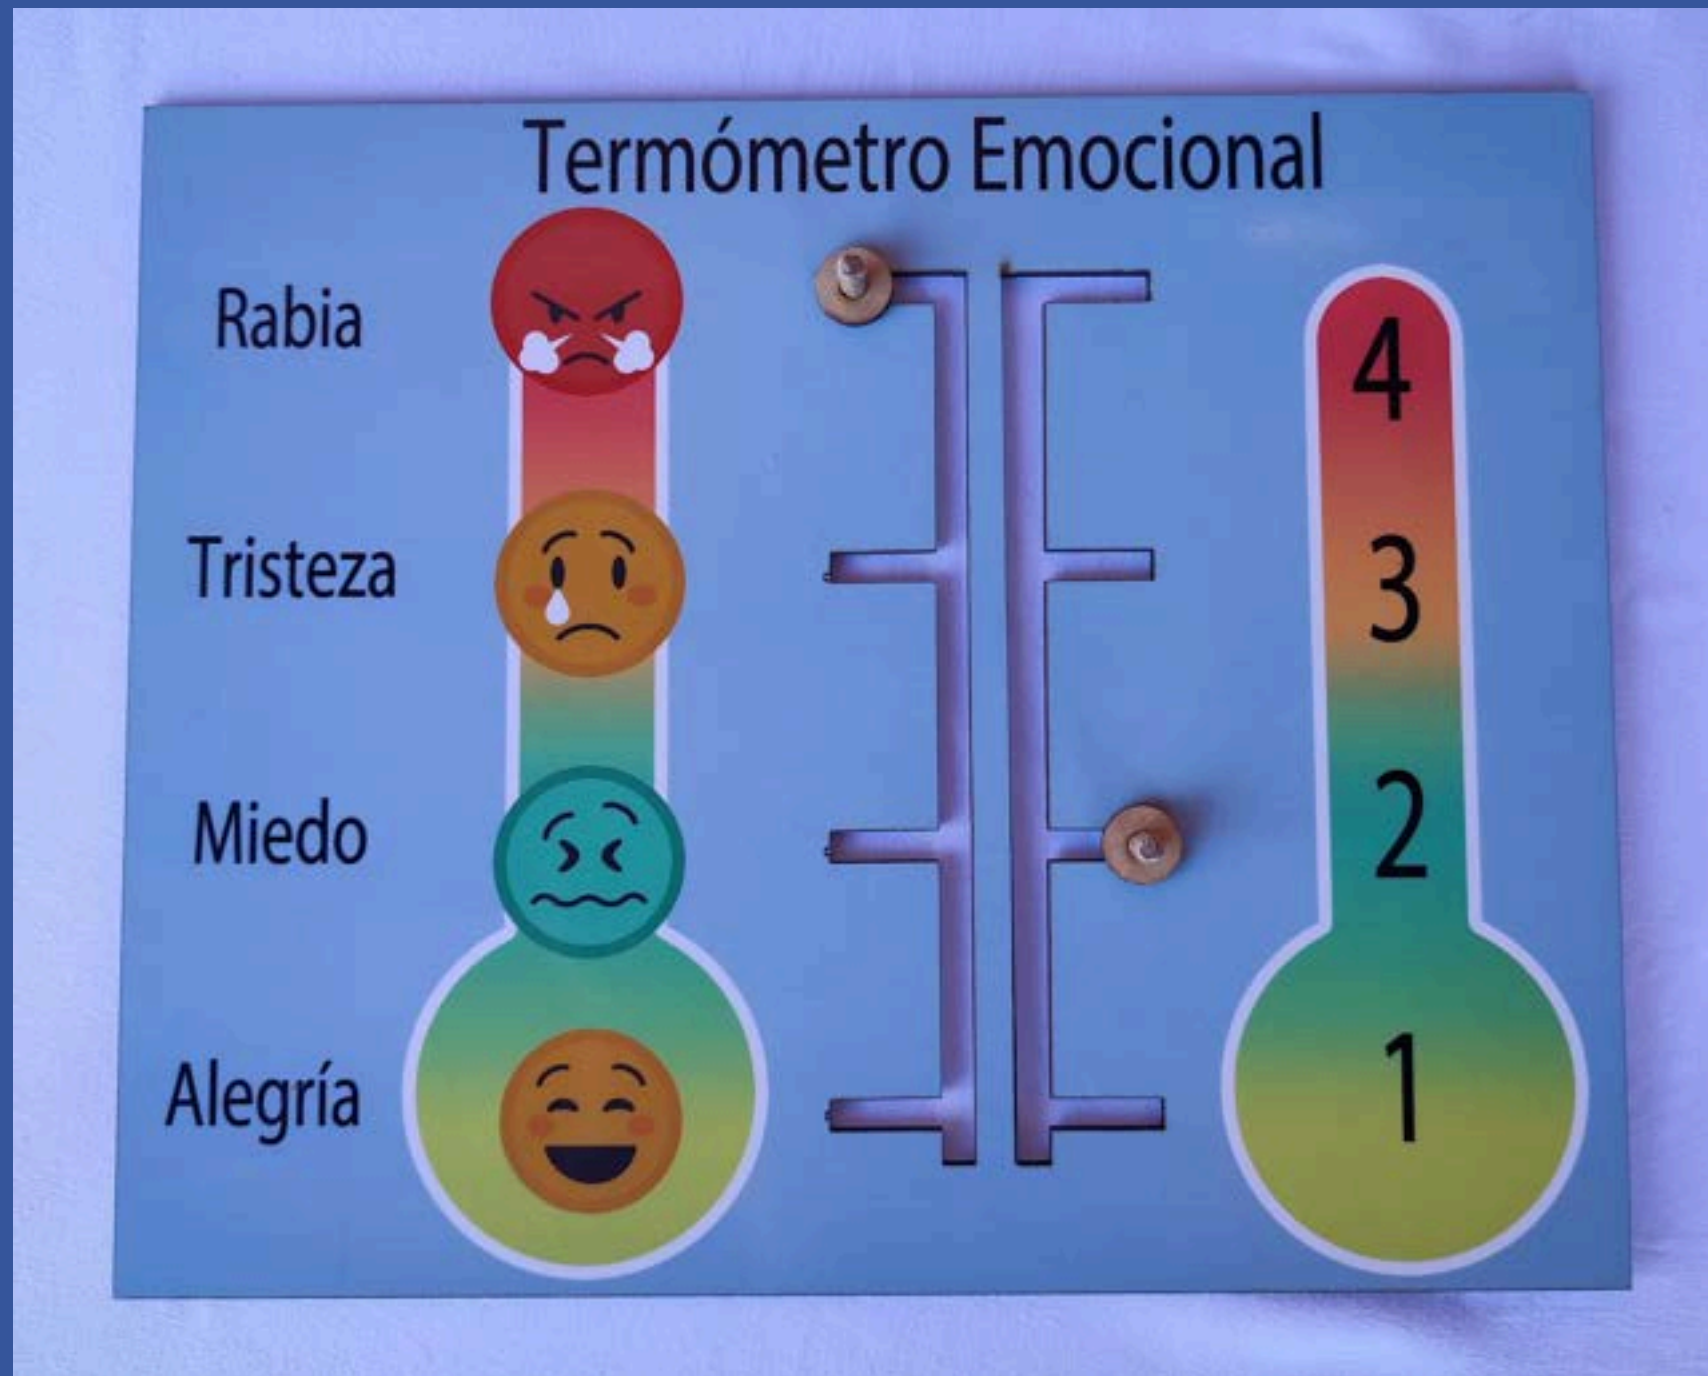 Termómetro Emocional
Rabia
Tristeza
Miedo
Alegría
4
3
2
1